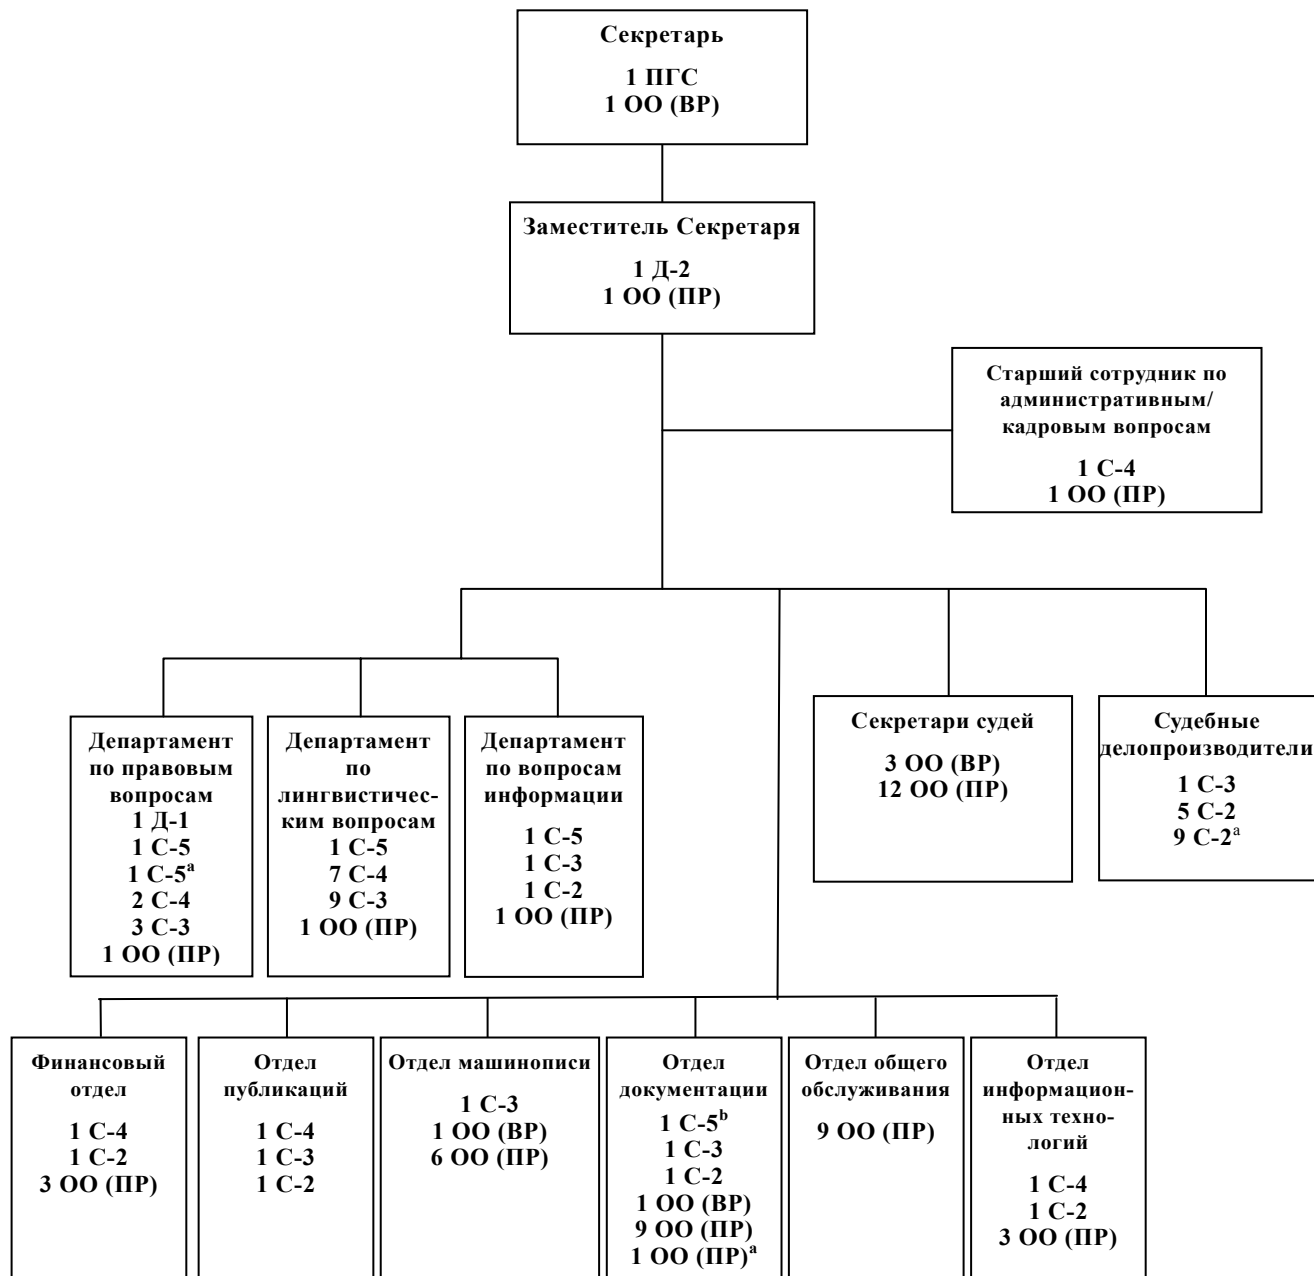 Секретарь
1 ПГС
1 ОО (ВР)
Заместитель Секретаря
1 Д-2
1 ОО (ПР)
Старший сотрудник по
административным/
кадровым вопросам
1 С-4
1 ОО (ПР)
Департамент
по правовым
вопросам
1 Д-1
1 С-5
1 С-5ª
2 С-4
3 С-3
1 ОО (ПР)
Департамент
по
лингвистичес-
ким вопросам
1 С-5
7 С-4
9 С-3
1 ОО (ПР)
Департамент
по вопросам
информации
1 С-5
1 С-3
1 С-2
1 ОО (ПР)
Секретари судей
3 ОО (ВР)
12 ОО (ПР)
Судебные
делопроизводители
1 С-3
5 С-2
9 С-2ª
Финансовый
отдел
1 С-4
1 С-2
3 ОО (ПР)
Отдел
публикаций
1 С-4
1 С-3
1 С-2
Отдел машинописи
1 С-3
1 ОО (ВР)
6 ОО (ПР)
Отдел
документации
1 С-5ᵇ
1 С-3
1 С-2
1 ОО (ВР)
9 ОО (ПР)
1 ОО (ПР)ª
Отдел общего
обслуживания
9 ОО (ПР)
Отдел
информацион-
ных техно-
логий
1 С-4
1 С-2
3 ОО (ПР)